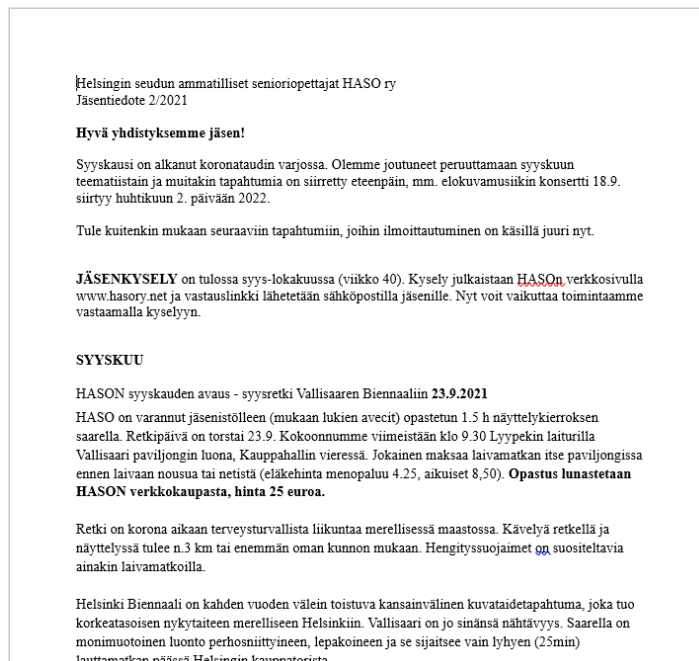 Helsingin seudun ammatilliset senioriopettajat HASO ry
Jäsentiedote 2/2021
Hyvä yhdistyksemme jäsen!
Syyskausi on alkanut koronataudin varjossa. Olemme joutuneet peruuttamaan syyskuun
teematiistain ja muitakin tapahtumia on siirretty eteenpäin, mm. elokuvamusiikin konsertti 18.9.
siirtyy huhtikuun 2. päivään 2022.
Tule kuitenkin mukaan seuraaviin tapahtumiin, joihin ilmoittautuminen on käsillä juuri nyt.
JÄSENKYSELY on tulossa syys-lokakuussa (viikko 40). Kysely julkaistaan HASOn verkkosivulla
www.hasory.net ja vastauslinkki lähetetään sähköpostilla jäsenille. Nyt voit vaikuttaa toimintaamme
vastaamalla kyselyyn.
SYYSKUU
HASON syyskauden avaus - syysretki Vallisaaren Biennaaliin 23.9.2021
HASO on varannut jäsenistölleen (mukaan lukien avecit) opastetun 1.5 h näyttelykierroksen
saarella. Retkipäivä on torstai 23.9. Kokoonnumme viimeistään klo 9.30 Lyypekin laiturilla
Vallisaari paviljongin luona, Kauppahallin vieressä. Jokainen maksaa laivamatkan itse paviljongissa
ennen laivaan nousua tai netistä (eläkehinta menopaluu 4.25, aikuiset 8,50). Opastus lunastetaan
HASON verkkokaupasta, hinta 25 euroa.
Retki on korona aikaan terveysturvallista liikuntaa merellisessä maastossa. Kävelyä retkellä ja
näyttelyssä tulee n.3 km tai enemmän oman kunnon mukaan. Hengityssuojaimet on suositeltavia
ainakin laivamatkoilla.
Helsinki Biennaali on kahden vuoden välein toistuva kansainvälinen kuvataidetapahtuma, joka tuo
korkeatasoisen nykytaiteen merelliseen Helsinkiin. Vallisaari on jo sinänsä nähtävyys. Saarella on
monimuotoinen luonto perhosniittyineen, lepakoineen ja se sijaitsee vain lyhyen (25min)
lauttamatkan päässä Helsingin kauppatorista.